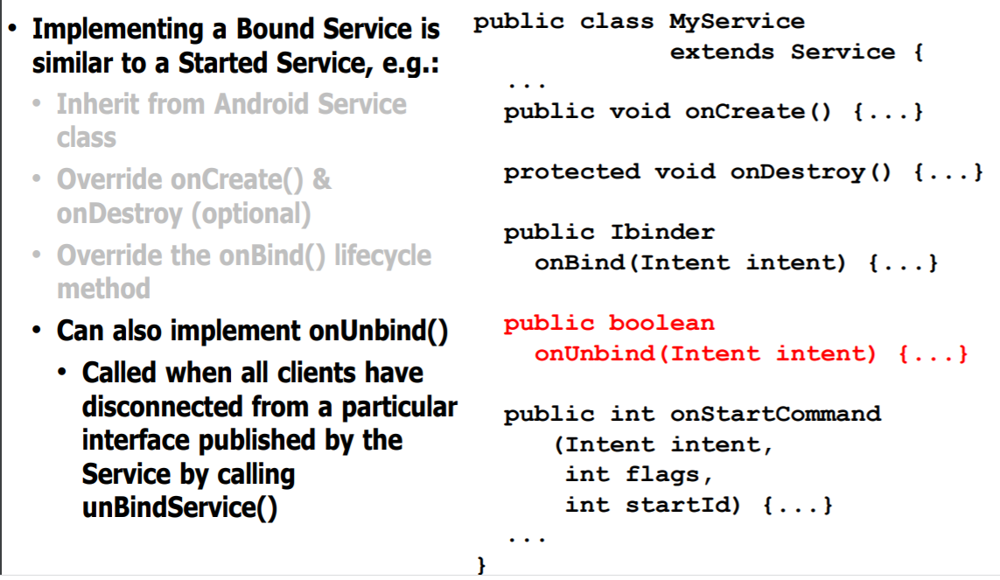 • Implementing a Bound Service is
similar to a Started Service, e.g.:
• Inherit from Android Service
class
• Override onCreate() &
onDestroy (optional)
• Override the onBind() lifecycle
method
• Can also implement onUnbind()
• Called when all clients have
disconnected from a particular
interface published by the
Service by calling
unBindService()
public class MyService
extends Service {
...
public void onCreate() {...}
protected void onDestroy() {...}
public Ibinder
onBind(Intent intent) {...}
public boolean
onUnbind(Intent intent) {...}
public int onStartCommand
(Intent intent,
int flags,
int startId) {...}
...
}